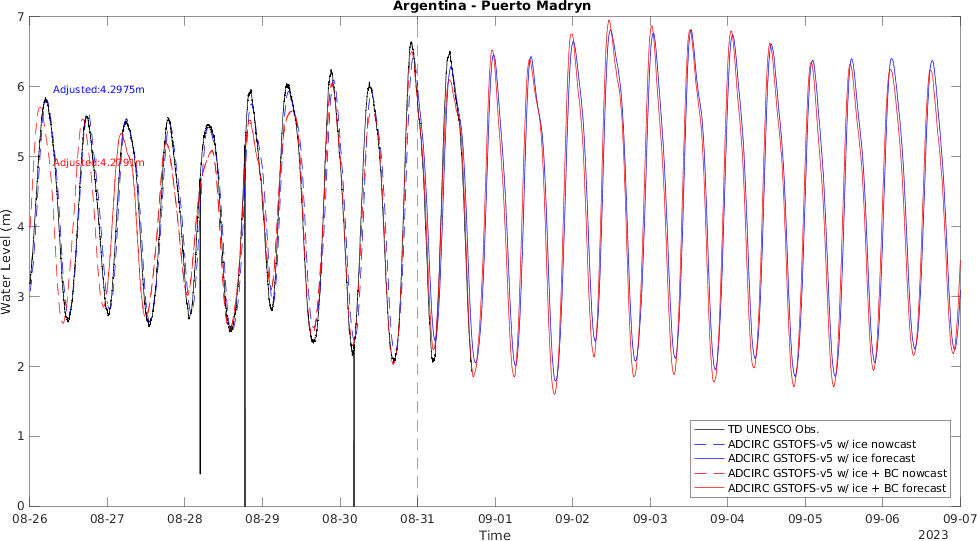 Argentina - Puerto Madryn
7
6
5
4
3
2
1
0
Water Level (m)
Adjusted:4.2975m
Adjusted:4.2791m
TD UNESCO Obs.
ADCIRC GSTOFS-v5 w/ ice nowcast
ADCIRC GSTOFS-v5 w/ ice forecast
ADCIRC GSTOFS-v5 w/ ice + BC nowcast
ADCIRC GSTOFS-v5 w/ ice + BC forecast
08-26 08-27 08-28 08-29 08-30 08-31 09-01 09-02 09-03 09-04 09-05 09-06 09-07
Time
2023